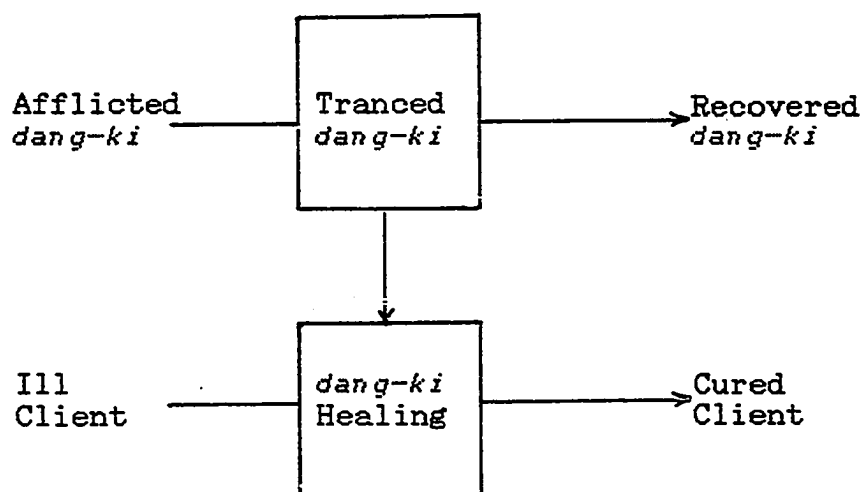 Afflicted
dang-ki
Tranced
dang-ki
Recovered
dang-ki
Ill
Client
dang-ki
Healing
Cured
Client